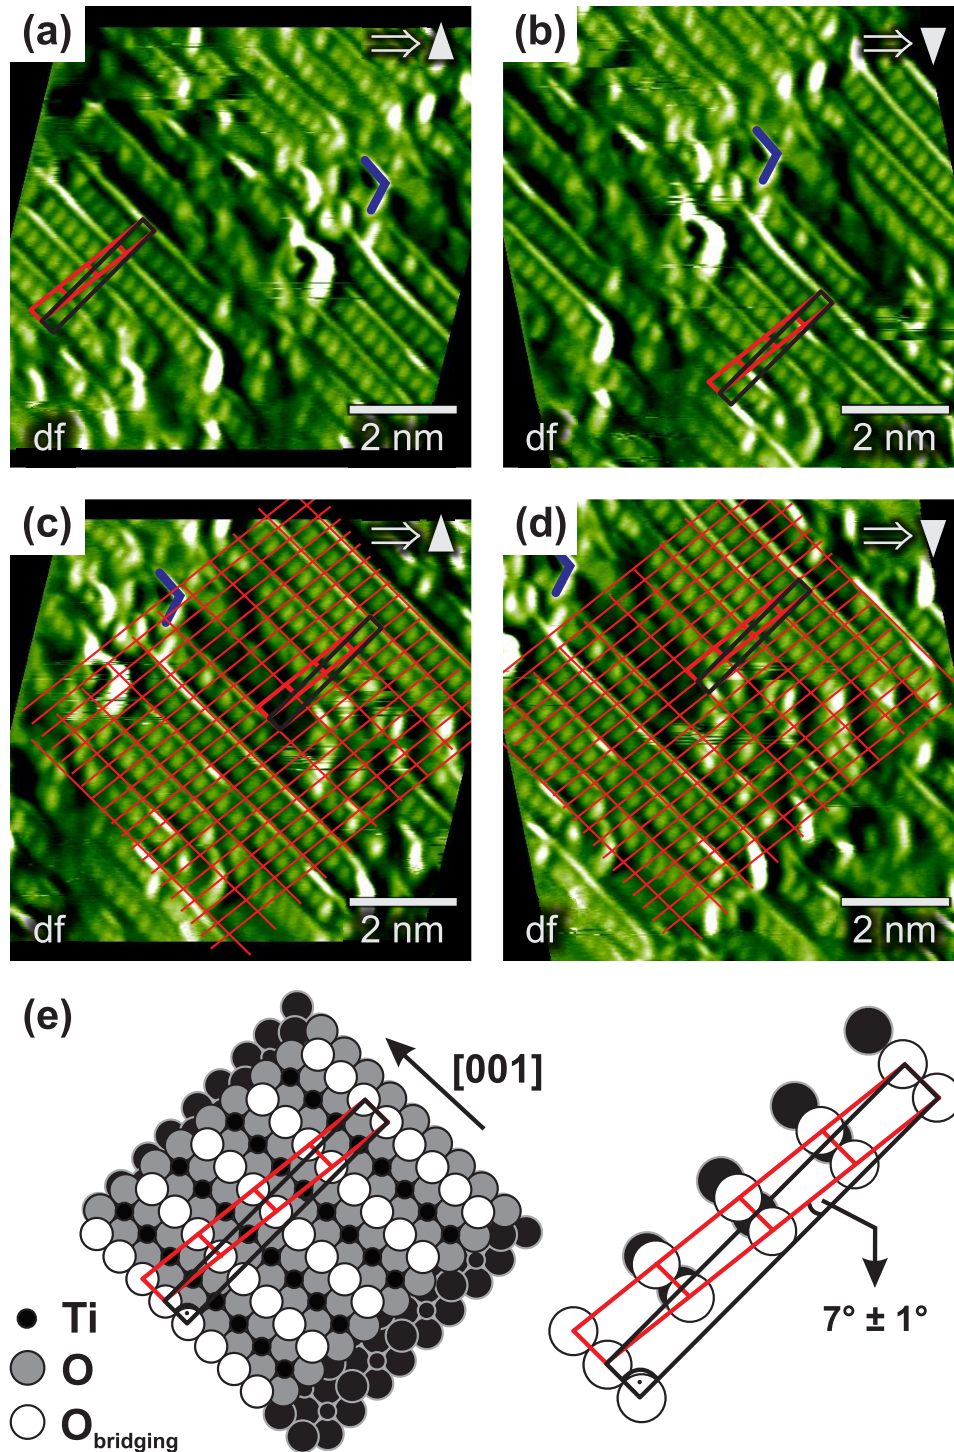 (a)
(b)
df
2 nm
df
2 nm
(c)
(d)
df
2 nm
df
2 nm
(e)
[001]
7° ± 1°
Ti
O
Obridging